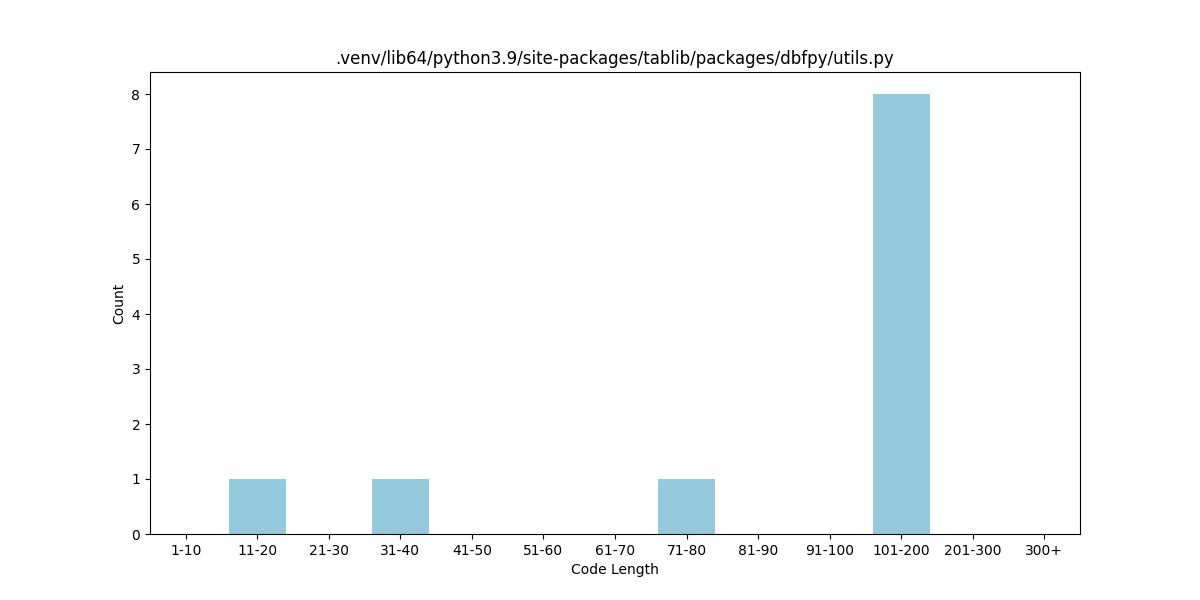 .venv/lib64/python3.9/site-packages/tablib/packages/dbfpy/utils.py
8
7
6
5
4
3
2
1
0
Count
1-10 11-20 21-30 31-40 41-50 51-60 61-70 71-80 81-90 91-100 101-200 201-300 300+
Code Length